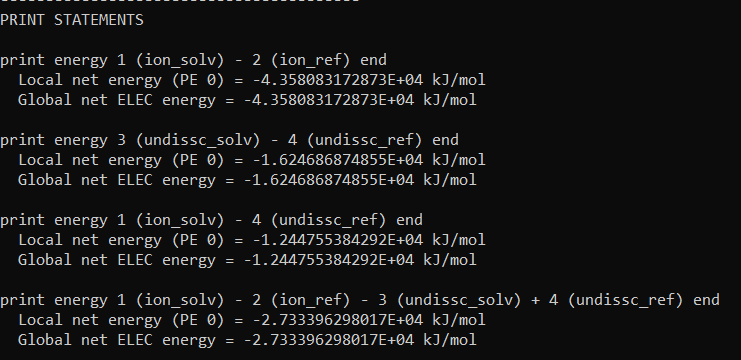 PRINT STATEMENTS
print energy 1 (ion_solv) - 2 (ion_ref) end
Local net energy (PE 0) = -4.358083172873E+04 kJ/mol
Global net ELEC energy = -4.358083172873E+04 kJ/mol
print energy 3 (undissc_solv) - 4 (undissc_ref) end
Local net energy (PE 0) = -1.624686874855E+04 kJ/mol
Global net ELEC energy = -1.624686874855E+04 kJ/mol
print energy 1 (ion_solv) - 4 (undissc_ref) end
Local net energy (PE 0) = -1.244755384292E+04 kJ/mol
Global net ELEC energy = -1.244755384292E+04 kJ/mol
print energy 1 (ion_solv) - 2 (ion_ref) - 3 (undissc_solv) + 4 (undissc_ref) end
Local net energy (PE 0) = -2.733396298017E+04 kJ/mol
Global net ELEC energy = -2.733396298017E+04 kJ/mol